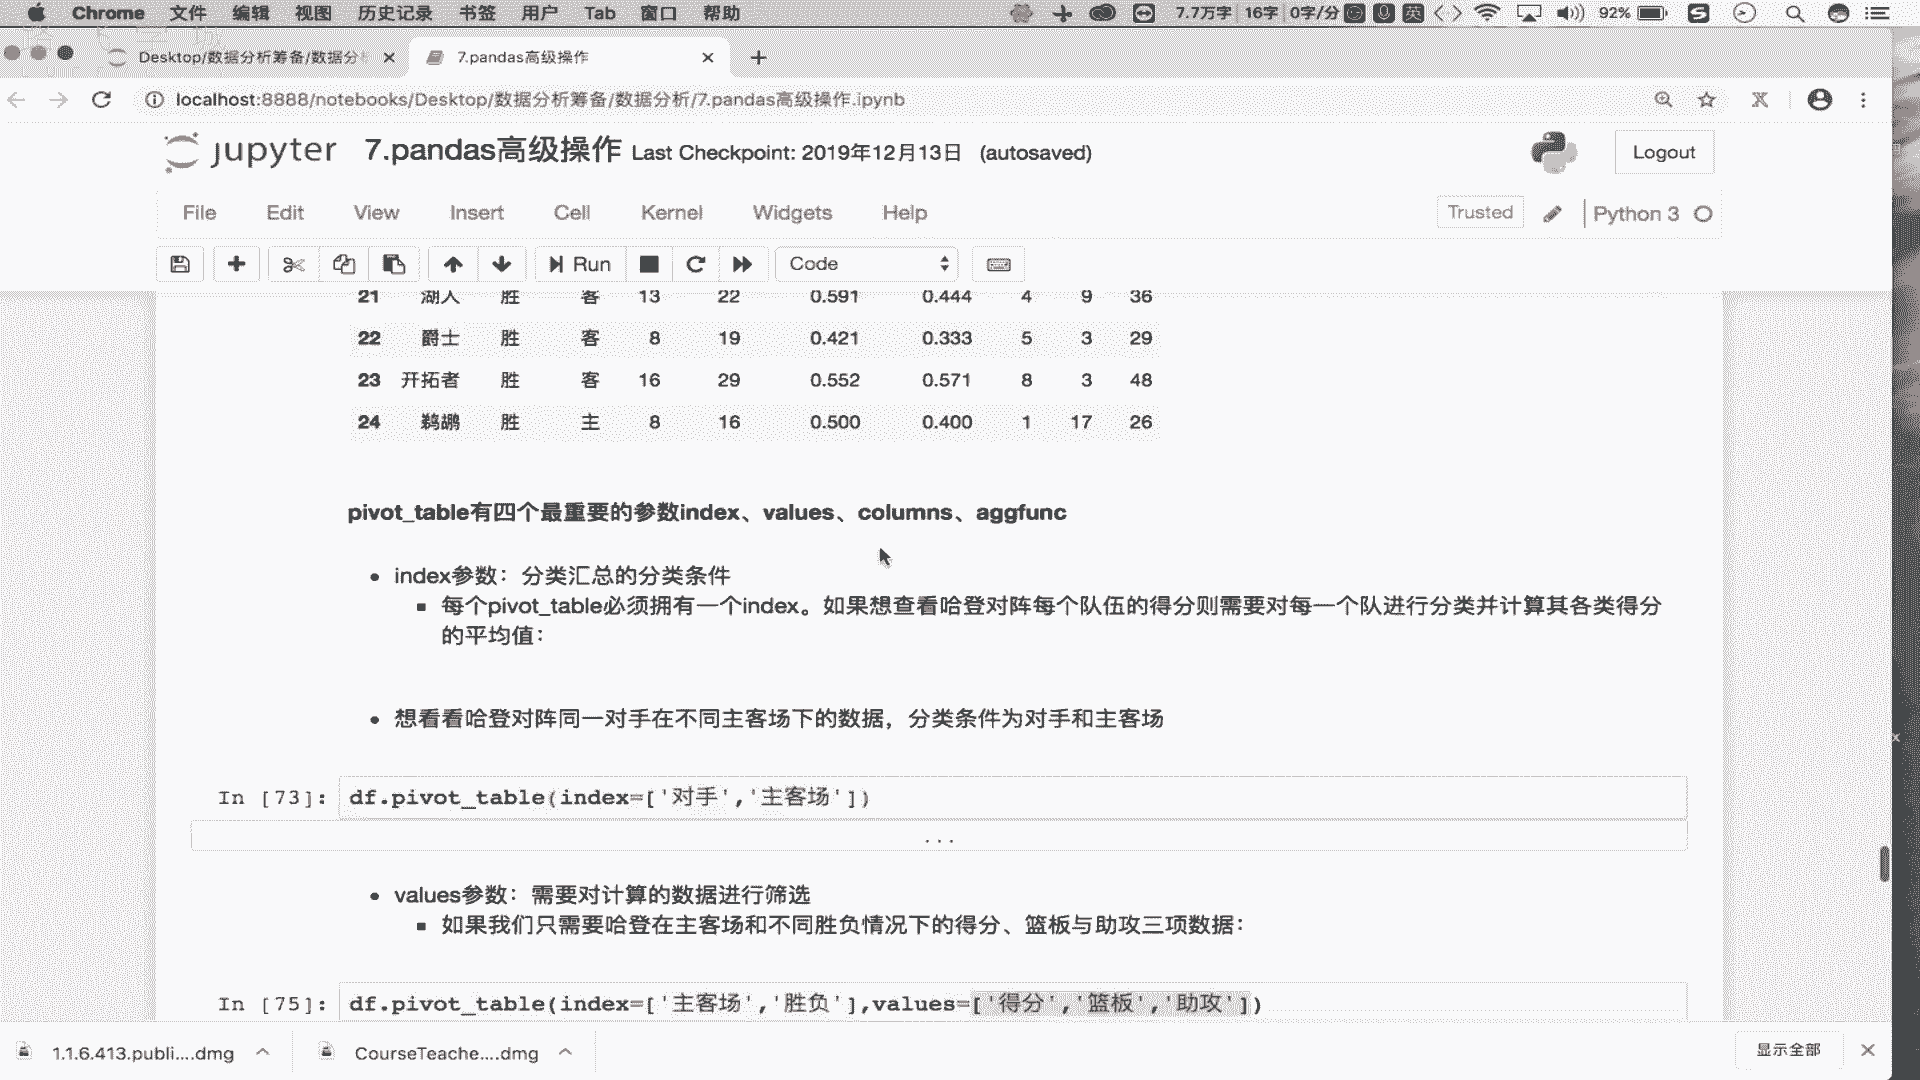 Chrome 文件 编辑 视图 历史记录 书签 用户 Tab 窗口 帮助 7.7万字 16字 0字/分 英 92%
Desktop/数据分析筹备/数据分 7.pandas高级操作
localhost:8888/notebooks/Desktop/数据分析筹备/数据分析/7.pandas高级操作.ipynb
jupyter 7.pandas高级操作 Last Checkpoint: 2019年12月13日 (autosaved) Logout
File Edit View Insert Cell Kernel Widgets Help Trusted Python 3
Run Code
21 湖人 胜 客 13 22 0.591 0.444 4 9 36
22 爵士 胜 客 8 19 0.421 0.333 5 3 29
23 开拓者 胜 客 16 29 0.552 0.571 8 3 48
24 鹈鹕 胜 主 8 16 0.500 0.400 1 17 26
pivot_table有四个最重要的参数index、values、columns、aggfunc
index参数：分类汇总的分类条件
每个pivot_table必须拥有一个index。如果想查看哈登对阵每个队伍的得分则需要对每一个队进行分类并计算其各类得分
的平均值：
想看看哈登对阵同一对手在不同主客场下的数据，分类条件为对手和主客场
In [73]: df.pivot_table(index=['对手','主客场'])
...
values参数：需要对计算的数据进行筛选
如果我们只需要哈登在主客场和不同胜负情况下的得分、篮板与助攻三项数据：
In [75]: df.pivot_table(index=['主客场','胜负'],values=['得分','篮板','助攻'])
1.1.6.413.publi....dmg CourseTeache....dmg 显示全部